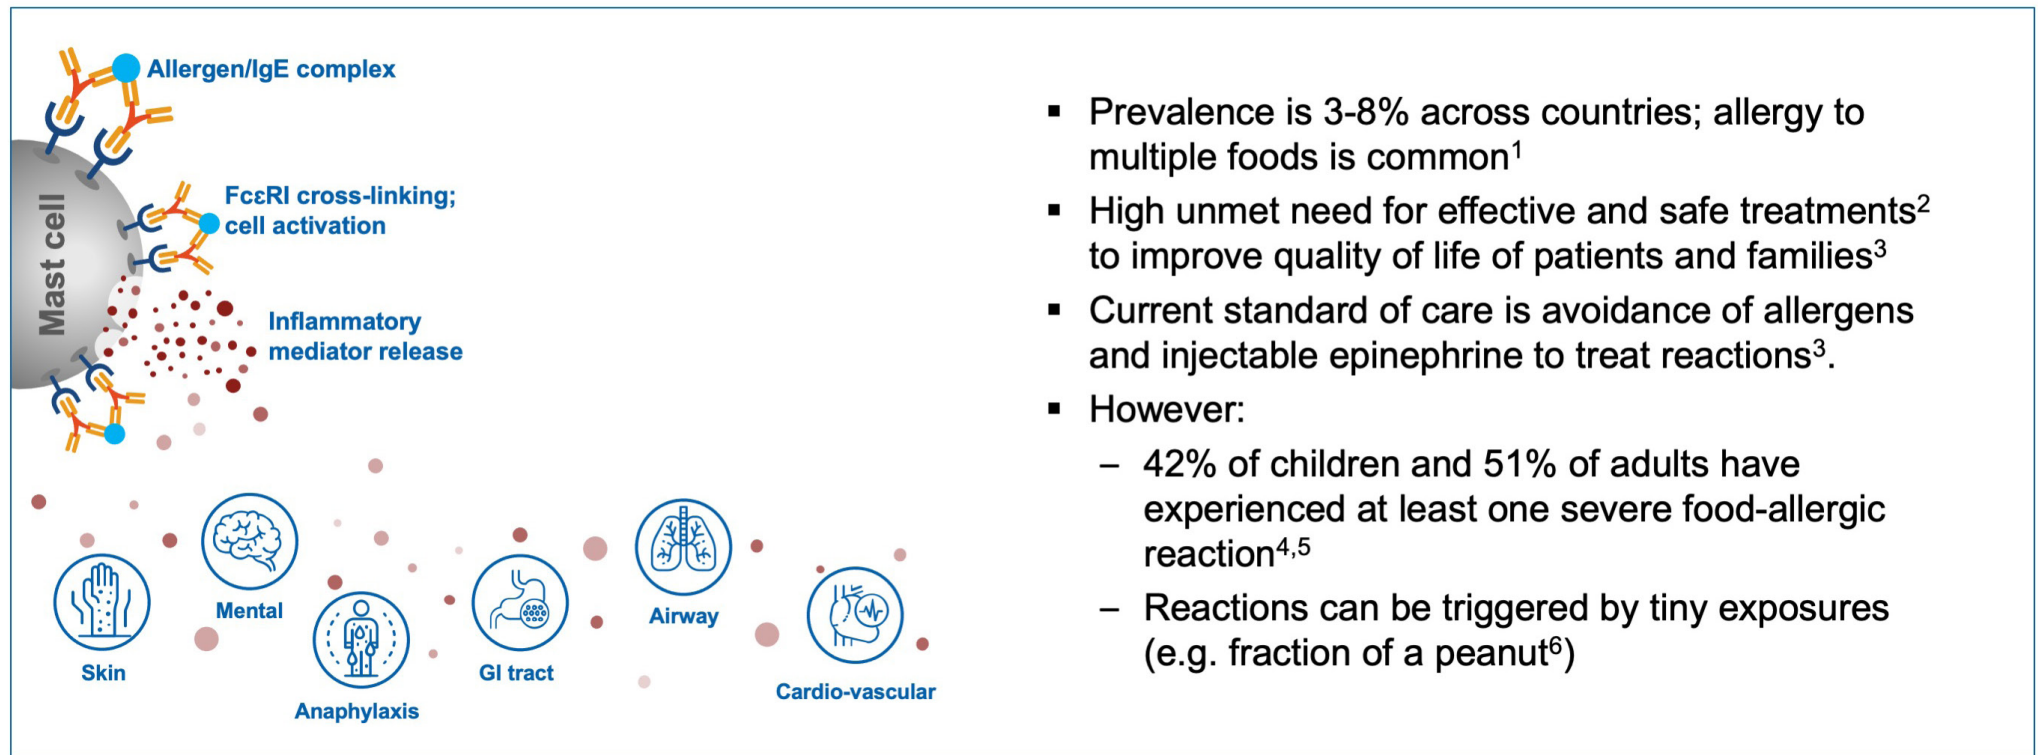 Allergen/IgE complex
FcεRI cross-linking;
cell activation
Mast cell
Inflammatory
mediator release
Skin
Mental
Anaphylaxis
GI tract
Airway
Cardio-vascular
▪ Prevalence is 3-8% across countries; allergy to
multiple foods is common¹
▪ High unmet need for effective and safe treatments²
to improve quality of life of patients and families³
▪ Current standard of care is avoidance of allergens
and injectable epinephrine to treat reactions³.
▪ However:
– 42% of children and 51% of adults have
experienced at least one severe food-allergic
reaction⁴,⁵
– Reactions can be triggered by tiny exposures
(e.g. fraction of a peanut⁶)